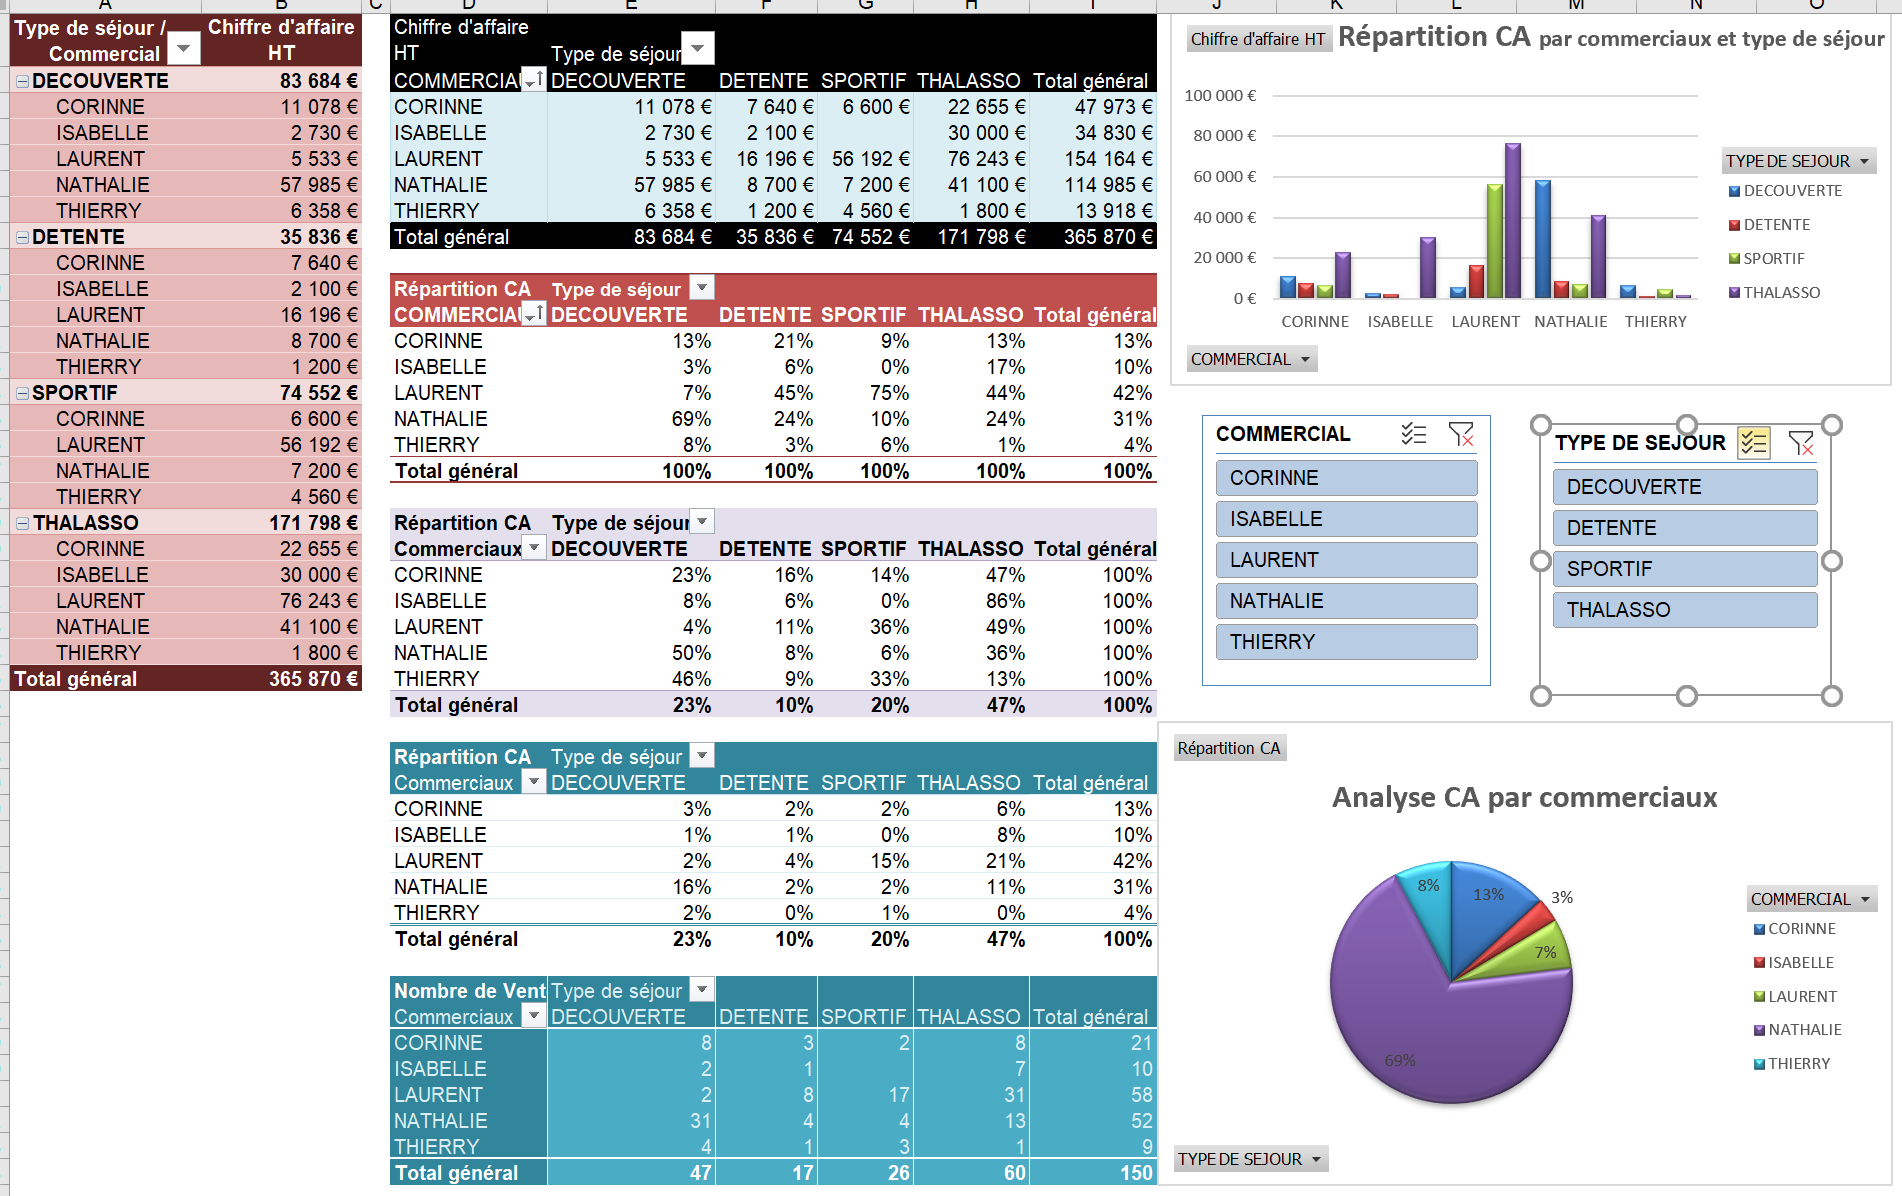 A B C D E F G H I J K L M N O
Type de séjour / Chiffre d'affaire
Commercial HT
DECOUVERTE 83 684 €
CORINNE 11 078 €
ISABELLE 2 730 €
LAURENT 5 533 €
NATHALIE 57 985 €
THIERRY 6 358 €
DETENTE 35 836 €
CORINNE 7 640 €
ISABELLE 2 100 €
LAURENT 16 196 €
NATHALIE 8 700 €
THIERRY 1 200 €
SPORTIF 74 552 €
CORINNE 6 600 €
LAURENT 56 192 €
NATHALIE 7 200 €
THIERRY 4 560 €
THALASSO 171 798 €
CORINNE 22 655 €
ISABELLE 30 000 €
LAURENT 76 243 €
NATHALIE 41 100 €
THIERRY 1 800 €
Total général 365 870 €
Chiffre d'affaire
HT Type de séjour
COMMERCIAU DECOUVERTE DETENTE SPORTIF THALASSO Total général
CORINNE 11 078 € 7 640 € 6 600 € 22 655 € 47 973 €
ISABELLE 2 730 € 2 100 € 30 000 € 34 830 €
LAURENT 5 533 € 16 196 € 56 192 € 76 243 € 154 164 €
NATHALIE 57 985 € 8 700 € 7 200 € 41 100 € 114 985 €
THIERRY 6 358 € 1 200 € 4 560 € 1 800 € 13 918 €
Total général 83 684 € 35 836 € 74 552 € 171 798 € 365 870 €
Répartition CA Type de séjour
COMMERCIAU DECOUVERTE DETENTE SPORTIF THALASSO Total général
CORINNE 13% 21% 9% 13% 13%
ISABELLE 3% 6% 0% 17% 10%
LAURENT 7% 45% 75% 44% 42%
NATHALIE 69% 24% 10% 24% 31%
THIERRY 8% 3% 6% 1% 4%
Total général 100% 100% 100% 100% 100%
Répartition CA Type de séjour
Commerciaux DECOUVERTE DETENTE SPORTIF THALASSO Total général
CORINNE 23% 16% 14% 47% 100%
ISABELLE 8% 6% 0% 86% 100%
LAURENT 4% 11% 36% 49% 100%
NATHALIE 50% 8% 6% 36% 100%
THIERRY 46% 9% 33% 13% 100%
Total général 23% 10% 20% 47% 100%
Répartition CA Type de séjour
Commerciaux DECOUVERTE DETENTE SPORTIF THALASSO Total général
CORINNE 3% 2% 2% 6% 13%
ISABELLE 1% 1% 0% 8% 10%
LAURENT 2% 4% 15% 21% 42%
NATHALIE 16% 2% 2% 11% 31%
THIERRY 2% 0% 1% 0% 4%
Total général 23% 10% 20% 47% 100%
Nombre de Vent Type de séjour
Commerciaux DECOUVERTE DETENTE SPORTIF THALASSO Total général
CORINNE 8 3 2 8 21
ISABELLE 2 1 7 10
LAURENT 2 8 17 31 58
NATHALIE 31 4 4 13 52
THIERRY 4 1 3 1 9
Total général 47 17 26 60 150
Chiffre d'affaire HT Répartition CA par commerciaux et type de séjour
100 000 €
80 000 €
60 000 €
40 000 €
20 000 €
0 €
CORINNE ISABELLE LAURENT NATHALIE THIERRY
COMMERCIAL
TYPE DE SEJOUR
DECOUVERTE
DETENTE
SPORTIF
THALASSO
COMMERCIAL
CORINNE
ISABELLE
LAURENT
NATHALIE
THIERRY
TYPE DE SEJOUR
DECOUVERTE
DETENTE
SPORTIF
THALASSO
Répartition CA
Analyse CA par commerciaux
8% 13% 3%
7%
69%
COMMERCIAL
CORINNE
ISABELLE
LAURENT
NATHALIE
THIERRY
TYPE DE SEJOUR